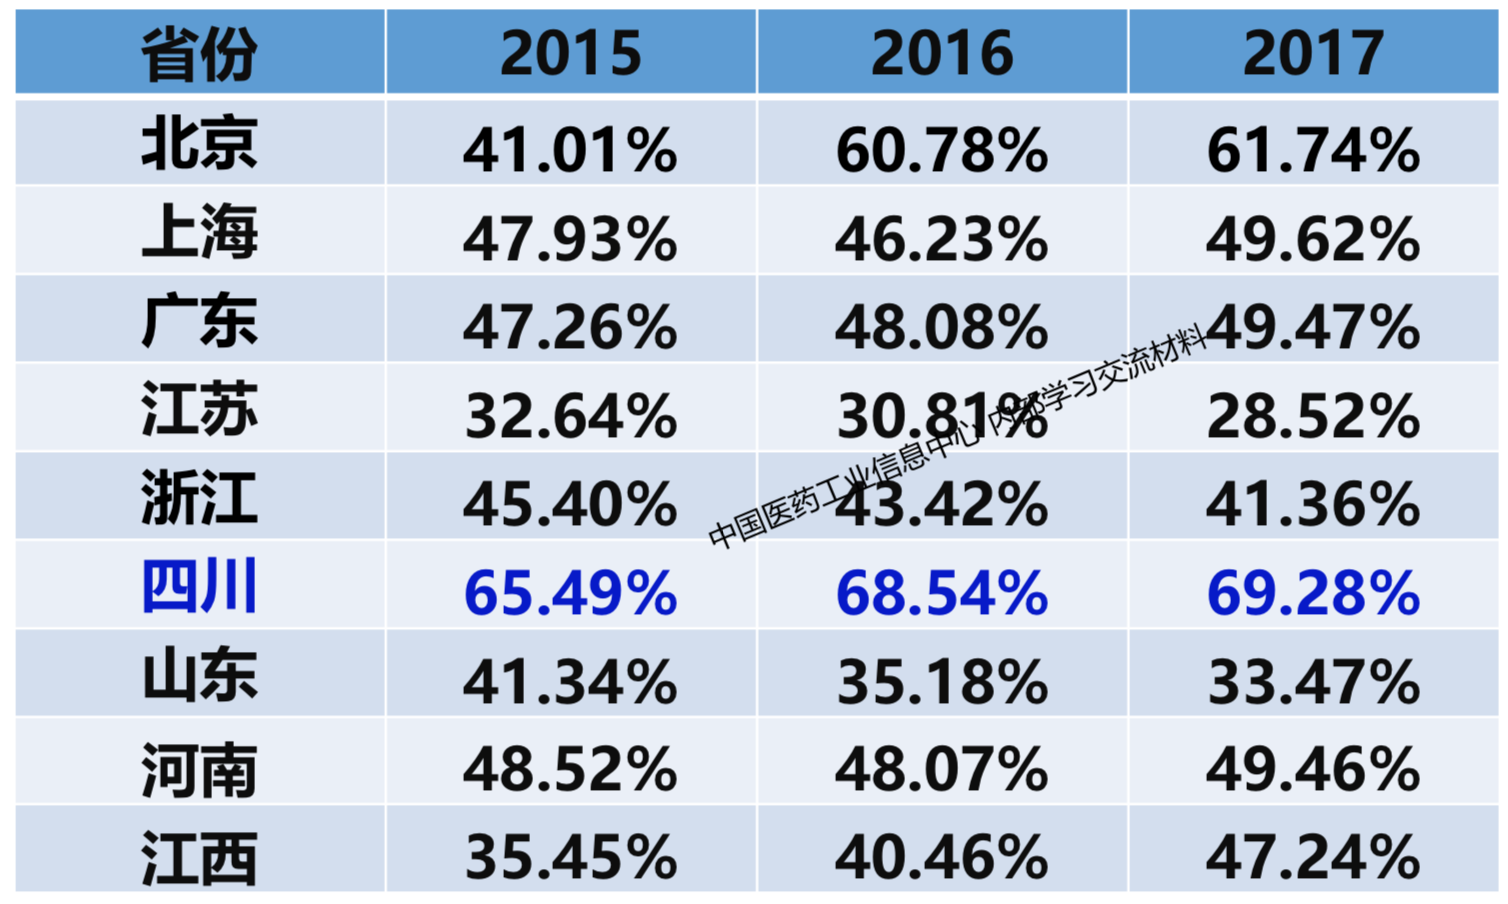 省份 2015 2016 2017
北京 41.01% 60.78% 61.74%
上海 47.93% 46.23% 49.62%
广东 47.26% 48.08% 49.47%
江苏 32.64% 30.81% 28.52%
浙江 45.40% 43.42% 41.36%
四川 65.49% 68.54% 69.28%
山东 41.34% 35.18% 33.47%
河南 48.52% 48.07% 49.46%
江西 35.45% 40.46% 47.24%
中国医药工业信息中心 内部学习交流材料